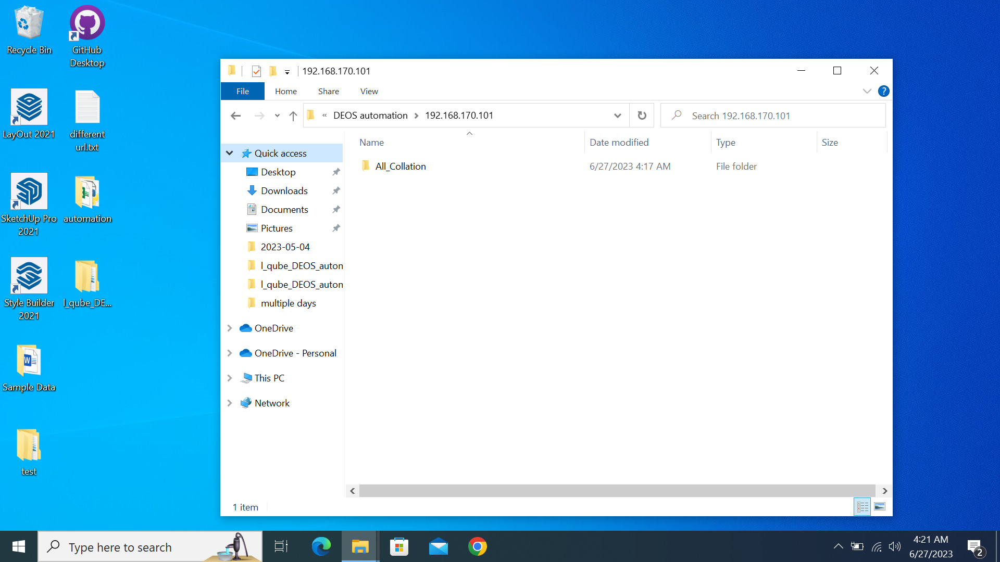 Recycle Bin
GitHub
Desktop
LayOut 2021
different
url.txt
SketchUp Pro
2021
automation
Style Builder
2021
l_qube_DE...
Sample Data
test
192.168.170.101
File
Home
Share
View
?
« DEOS automation > 192.168.170.101
Search 192.168.170.101
Name
Date modified
Type
Size
All_Collation
6/27/2023 4:17 AM
File folder
Quick access
Desktop
Downloads
Documents
Pictures
2023-05-04
l_qube_DEOS_auton
l_qube_DEOS_auton
multiple days
OneDrive
OneDrive - Personal
This PC
Network
1 item
Type here to search
4:21 AM
6/27/2023
2